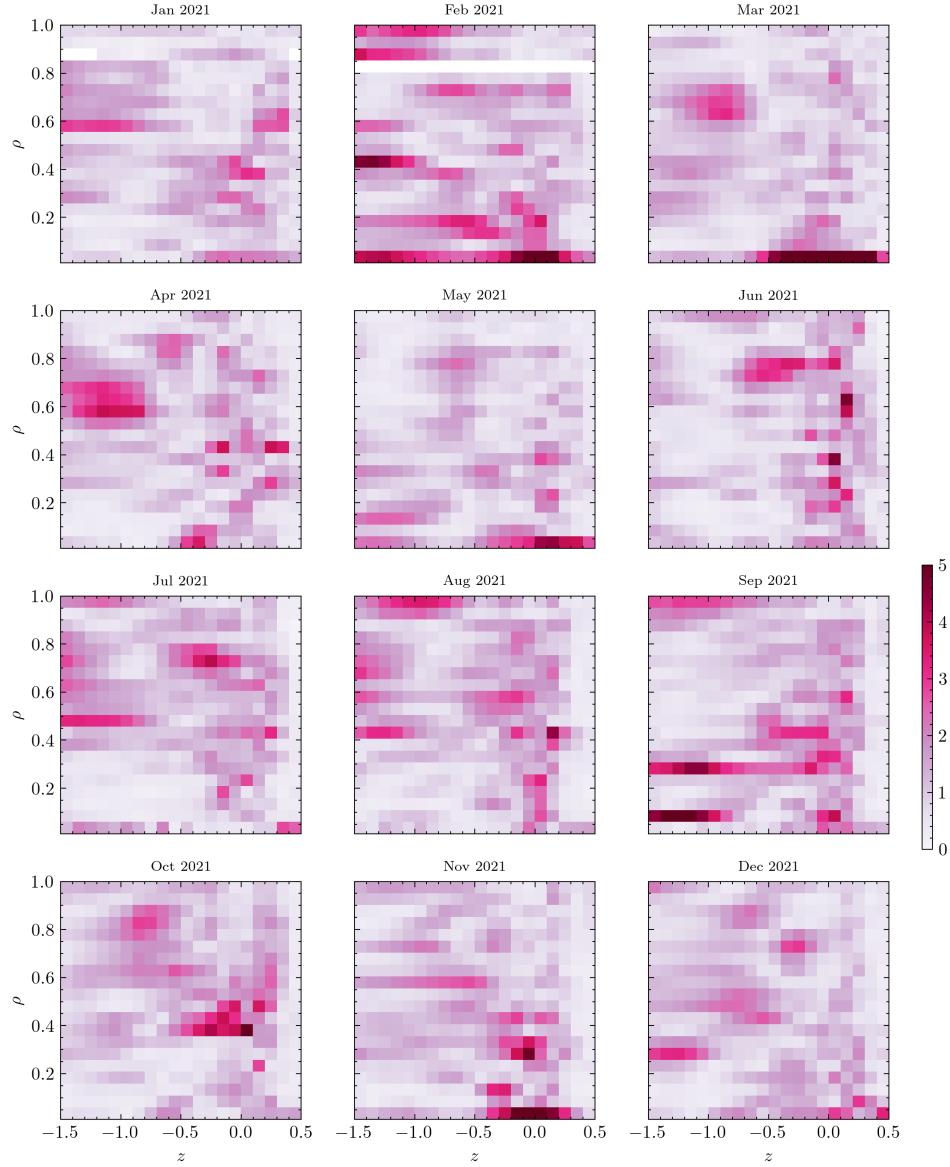 Jan 2021 Feb 2021 Mar 2021
1.0
0.8
0.6
ρ
0.4
0.2
Apr 2021 May 2021 Jun 2021
1.0
0.8
0.6
ρ
0.4
0.2
Jul 2021 Aug 2021 Sep 2021
1.0
0.8
0.6
ρ
0.4
0.2
5
4
3
2
1
0
Oct 2021 Nov 2021 Dec 2021
1.0
0.8
0.6
ρ
0.4
0.2
−1.5 −1.0 −0.5 0.0 0.5 −1.5 −1.0 −0.5 0.0 0.5 −1.5 −1.0 −0.5 0.0 0.5
z z z